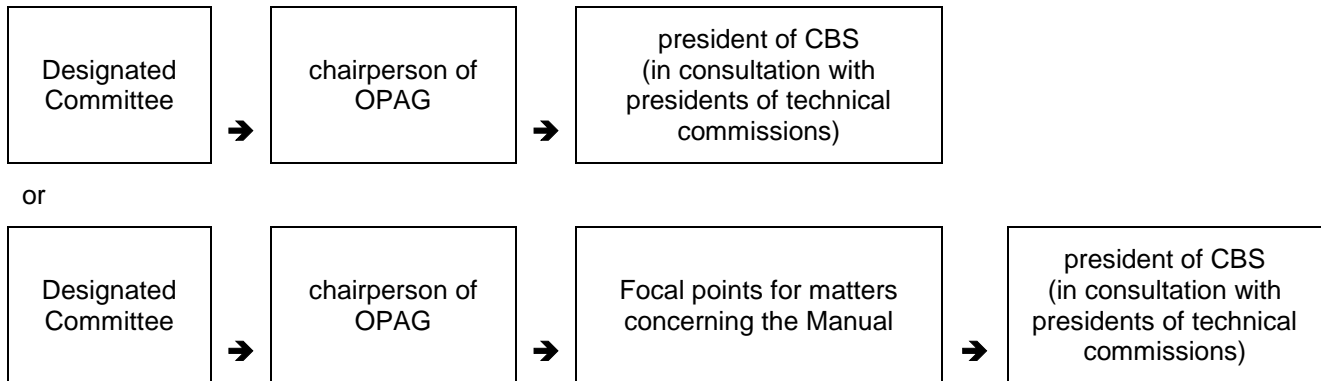 Designated
Committee
➔
chairperson of
OPAG
➔
president of CBS
(in consultation with
presidents of technical
commissions)
or
Designated
Committee
➔
chairperson of
OPAG
➔
Focal points for matters
concerning the Manual
➔
president of CBS
(in consultation with
presidents of technical
commissions)